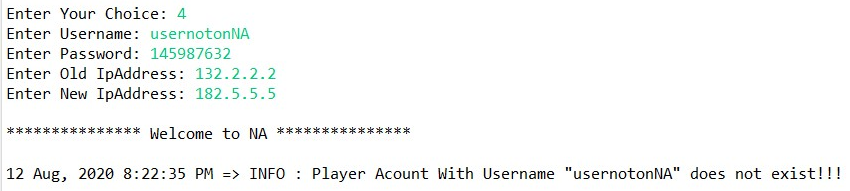 Enter Your Choice: 4
Enter Username: usernotonNA
Enter Password: 145987632
Enter Old IpAddress: 132.2.2.2
Enter New IpAddress: 182.5.5.5
*************** Welcome to NA ***************
12 Aug, 2020 8:22:35 PM => INFO : Player Acount With Username "usernotonNA" does not exist!!!